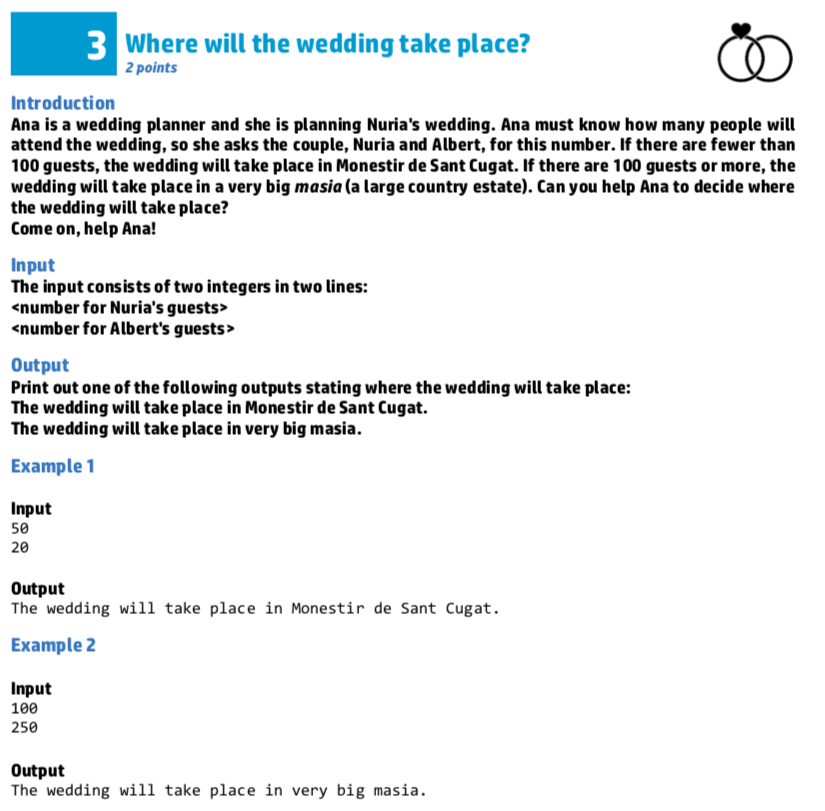 3
Where will the wedding take place?
2 points
Introduction
Ana is a wedding planner and she is planning Nuria's wedding. Ana must know how many people will
attend the wedding, so she asks the couple, Nuria and Albert, for this number. If there are fewer than
100 guests, the wedding will take place in Monestir de Sant Cugat. If there are 100 guests or more, the
wedding will take place in a very big masia (a large country estate). Can you help Ana to decide where
the wedding will take place?
Come on, help Ana!
Input
The input consists of two integers in two lines:
<number for Nuria's guests>
<number for Albert's guests>
Output
Print out one of the following outputs stating where the wedding will take place:
The wedding will take place in Monestir de Sant Cugat.
The wedding will take place in very big masia.
Example 1
Input
50
20
Output
The wedding will take place in Monestir de Sant Cugat.
Example 2
Input
100
250
Output
The wedding will take place in very big masia.